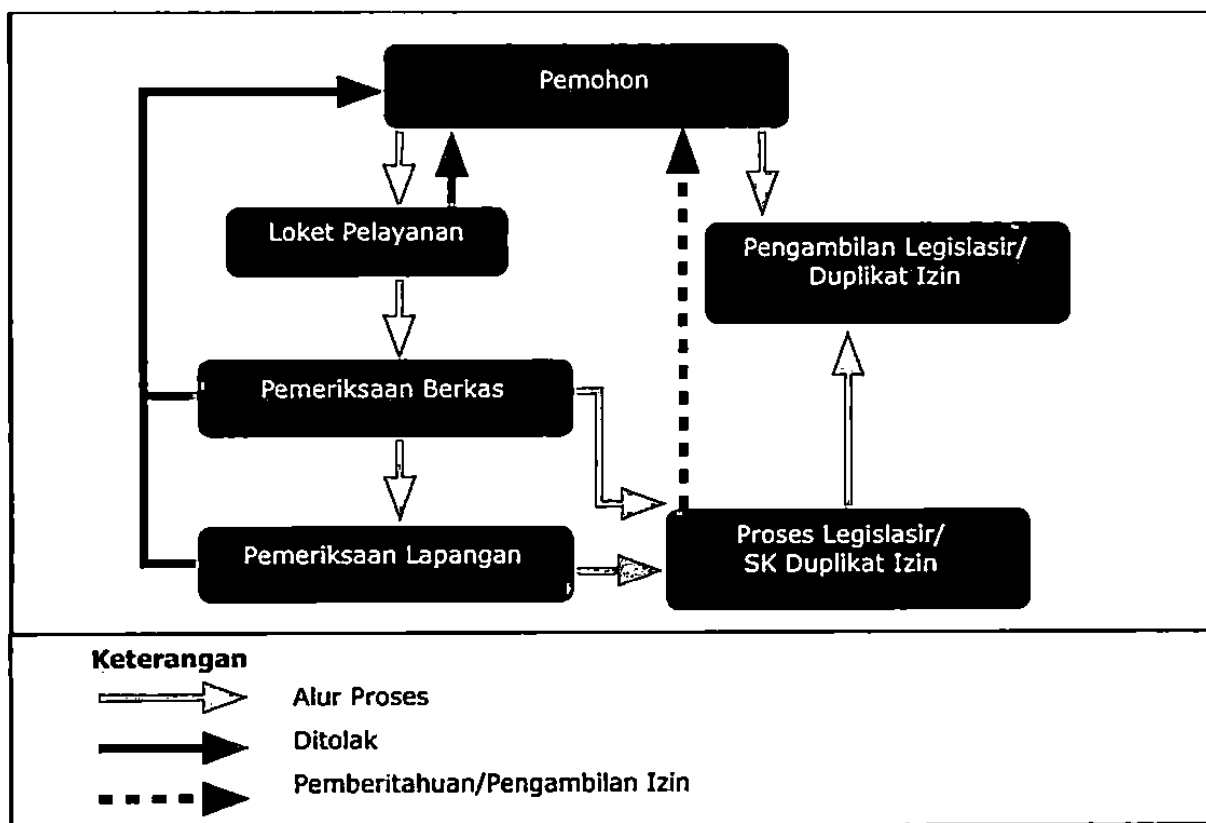 Pemohon
Loket Pelayanan
Pengambilan Legislasir/
Duplikat Izin
Pemeriksaan Berkas
Pemeriksaan Lapangan
Proses Legislasir/
SK Duplikat Izin
Keterangan
Alur Proses
Ditolak
Pemberitahuan/Pengambilan Izin